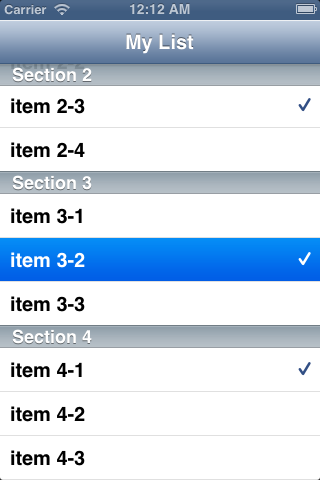 Carrier 12:12 AM
My List
Section 2
item 2-3
item 2-4
Section 3
item 3-1
item 3-2
item 3-3
Section 4
item 4-1
item 4-2
item 4-3